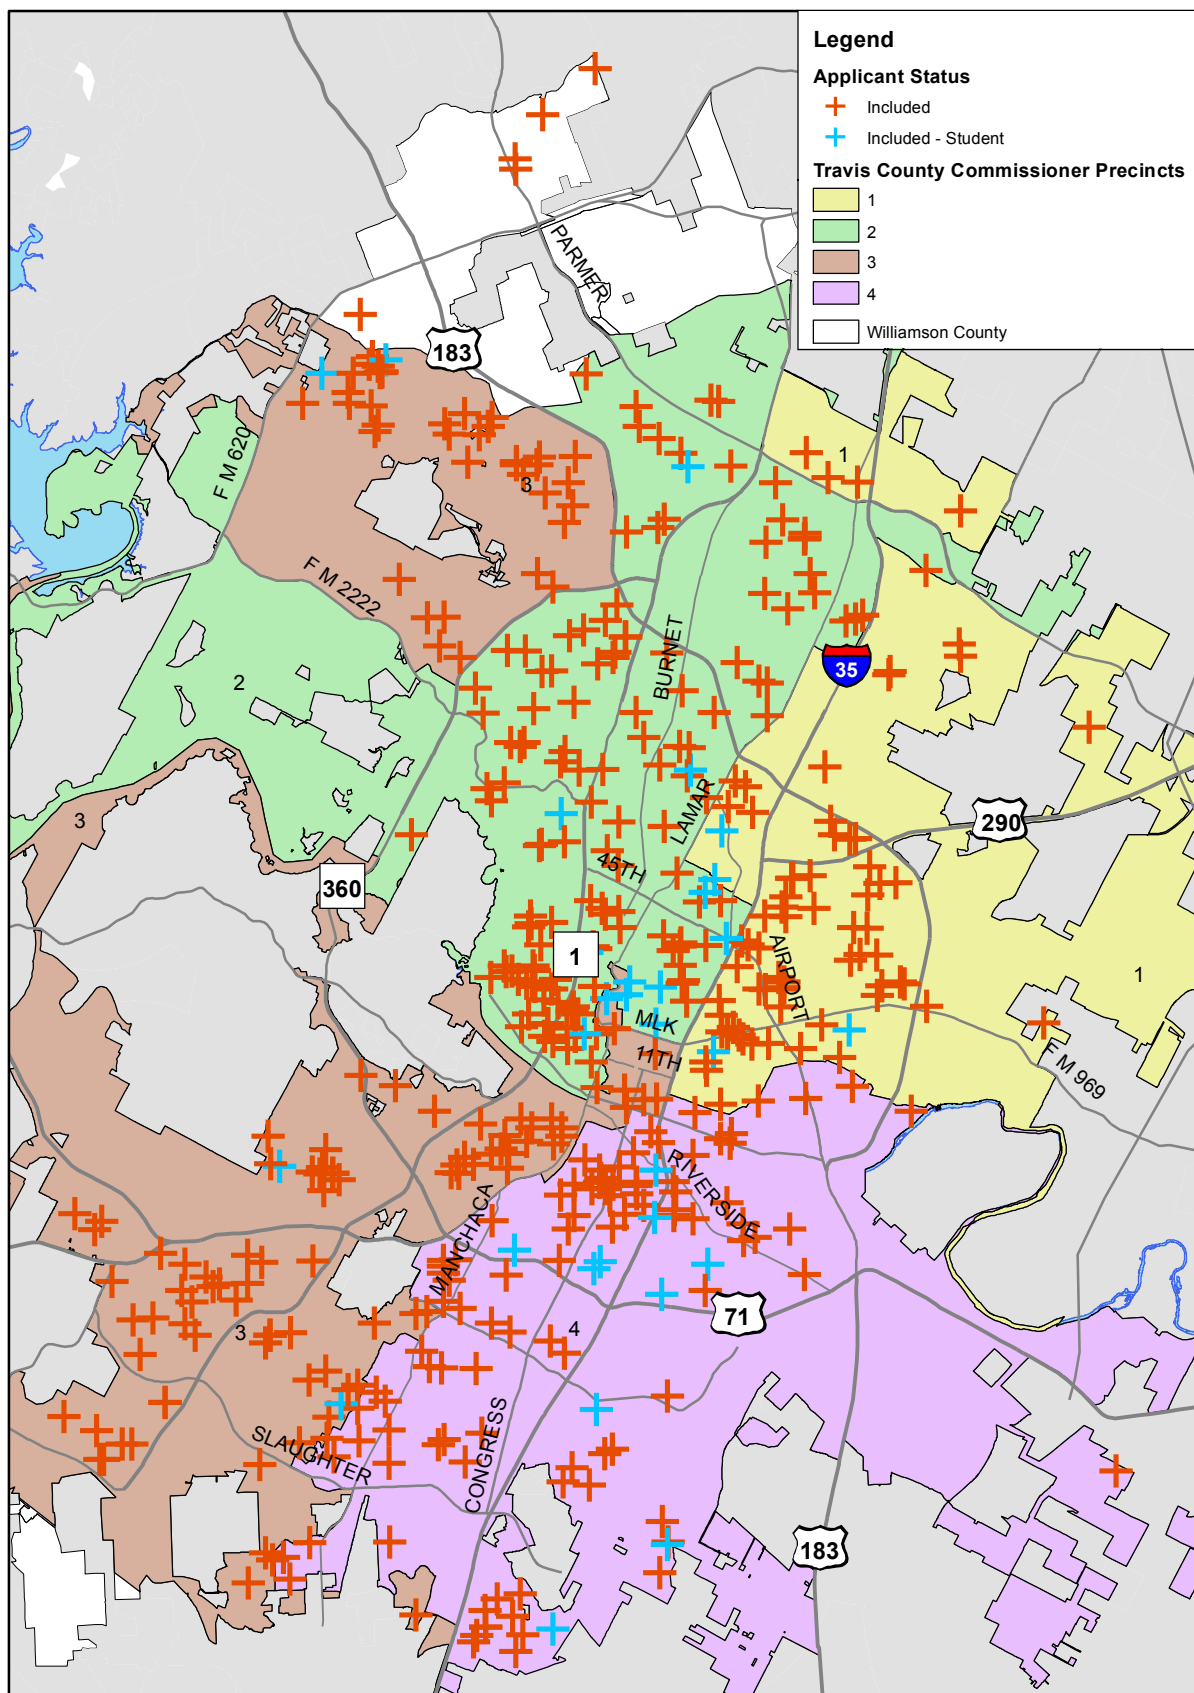 Legend
Applicant Status
Included
Included - Student
Travis County Commissioner Precincts
1
2
3
4
Williamson County
PARMER
183
F M 620
3
1
F M 2222
BURNET
35
2
290
3
LAMAR
45TH
360
1
AIRPORT
1
MLK
11TH
F M 969
RIVERSIDE
MANCHACA
71
3
4
SLAUGHTER
CONGRESS
183